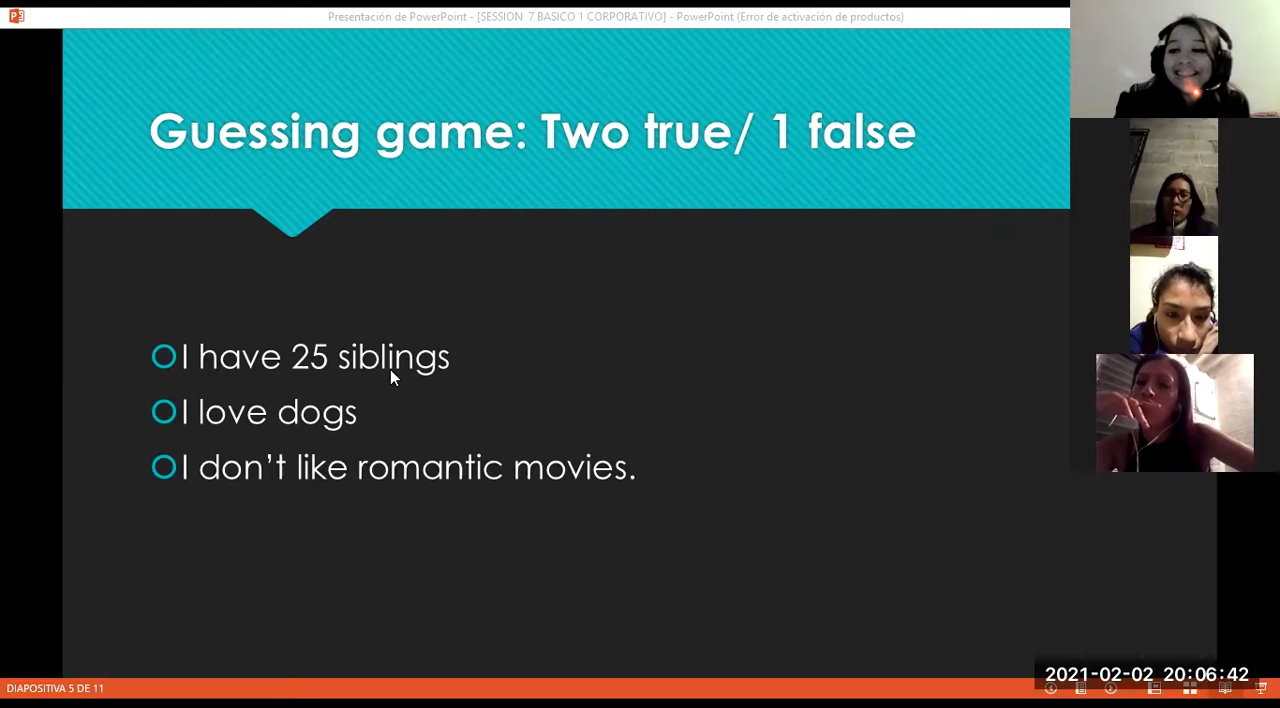 Presentación de PowerPoint - [SESSION 7 BASICO 1 CORPORATIVO] - PowerPoint (Error de activación de productos)
Guessing game: Two true/ 1 false
I have 25 siblings
I love dogs
I don't like romantic movies.
2021-02-02 20:06:42
DIAPOSITIVA 5 DE 11